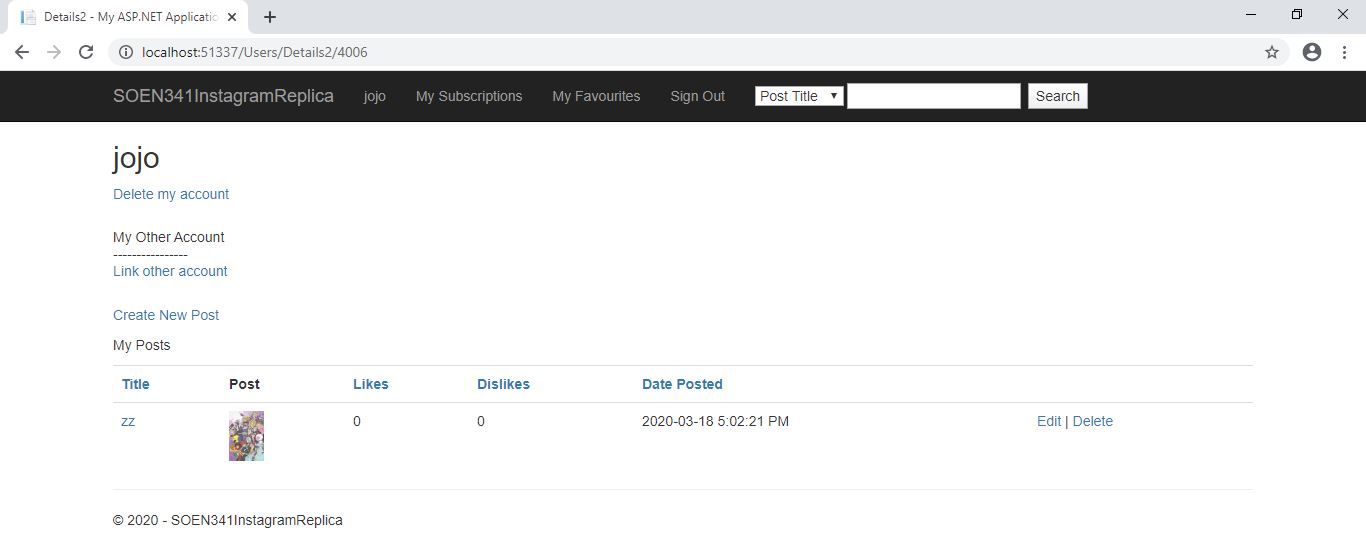 Details2 - My ASP.NET Applicatio
localhost:51337/Users/Details2/4006
SOEN341InstagramReplica jojo My Subscriptions My Favourites Sign Out Post Title Search
jojo
Delete my account
My Other Account
----------------
Link other account
Create New Post
My Posts
Title Post Likes Dislikes Date Posted
zz 0 0 2020-03-18 5:02:21 PM Edit | Delete
© 2020 - SOEN341InstagramReplica